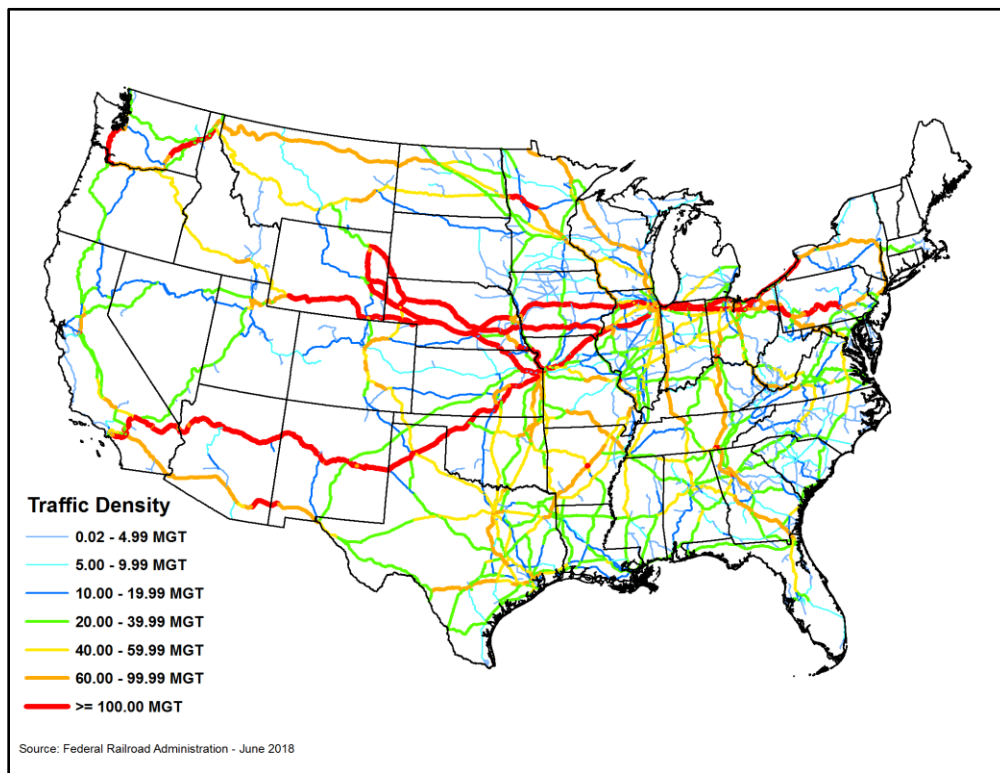 Traffic Density
0.02 - 4.99 MGT
5.00 - 9.99 MGT
10.00 - 19.99 MGT
20.00 - 39.99 MGT
40.00 - 59.99 MGT
60.00 - 99.99 MGT
>= 100.00 MGT
Source: Federal Railroad Administration - June 2018